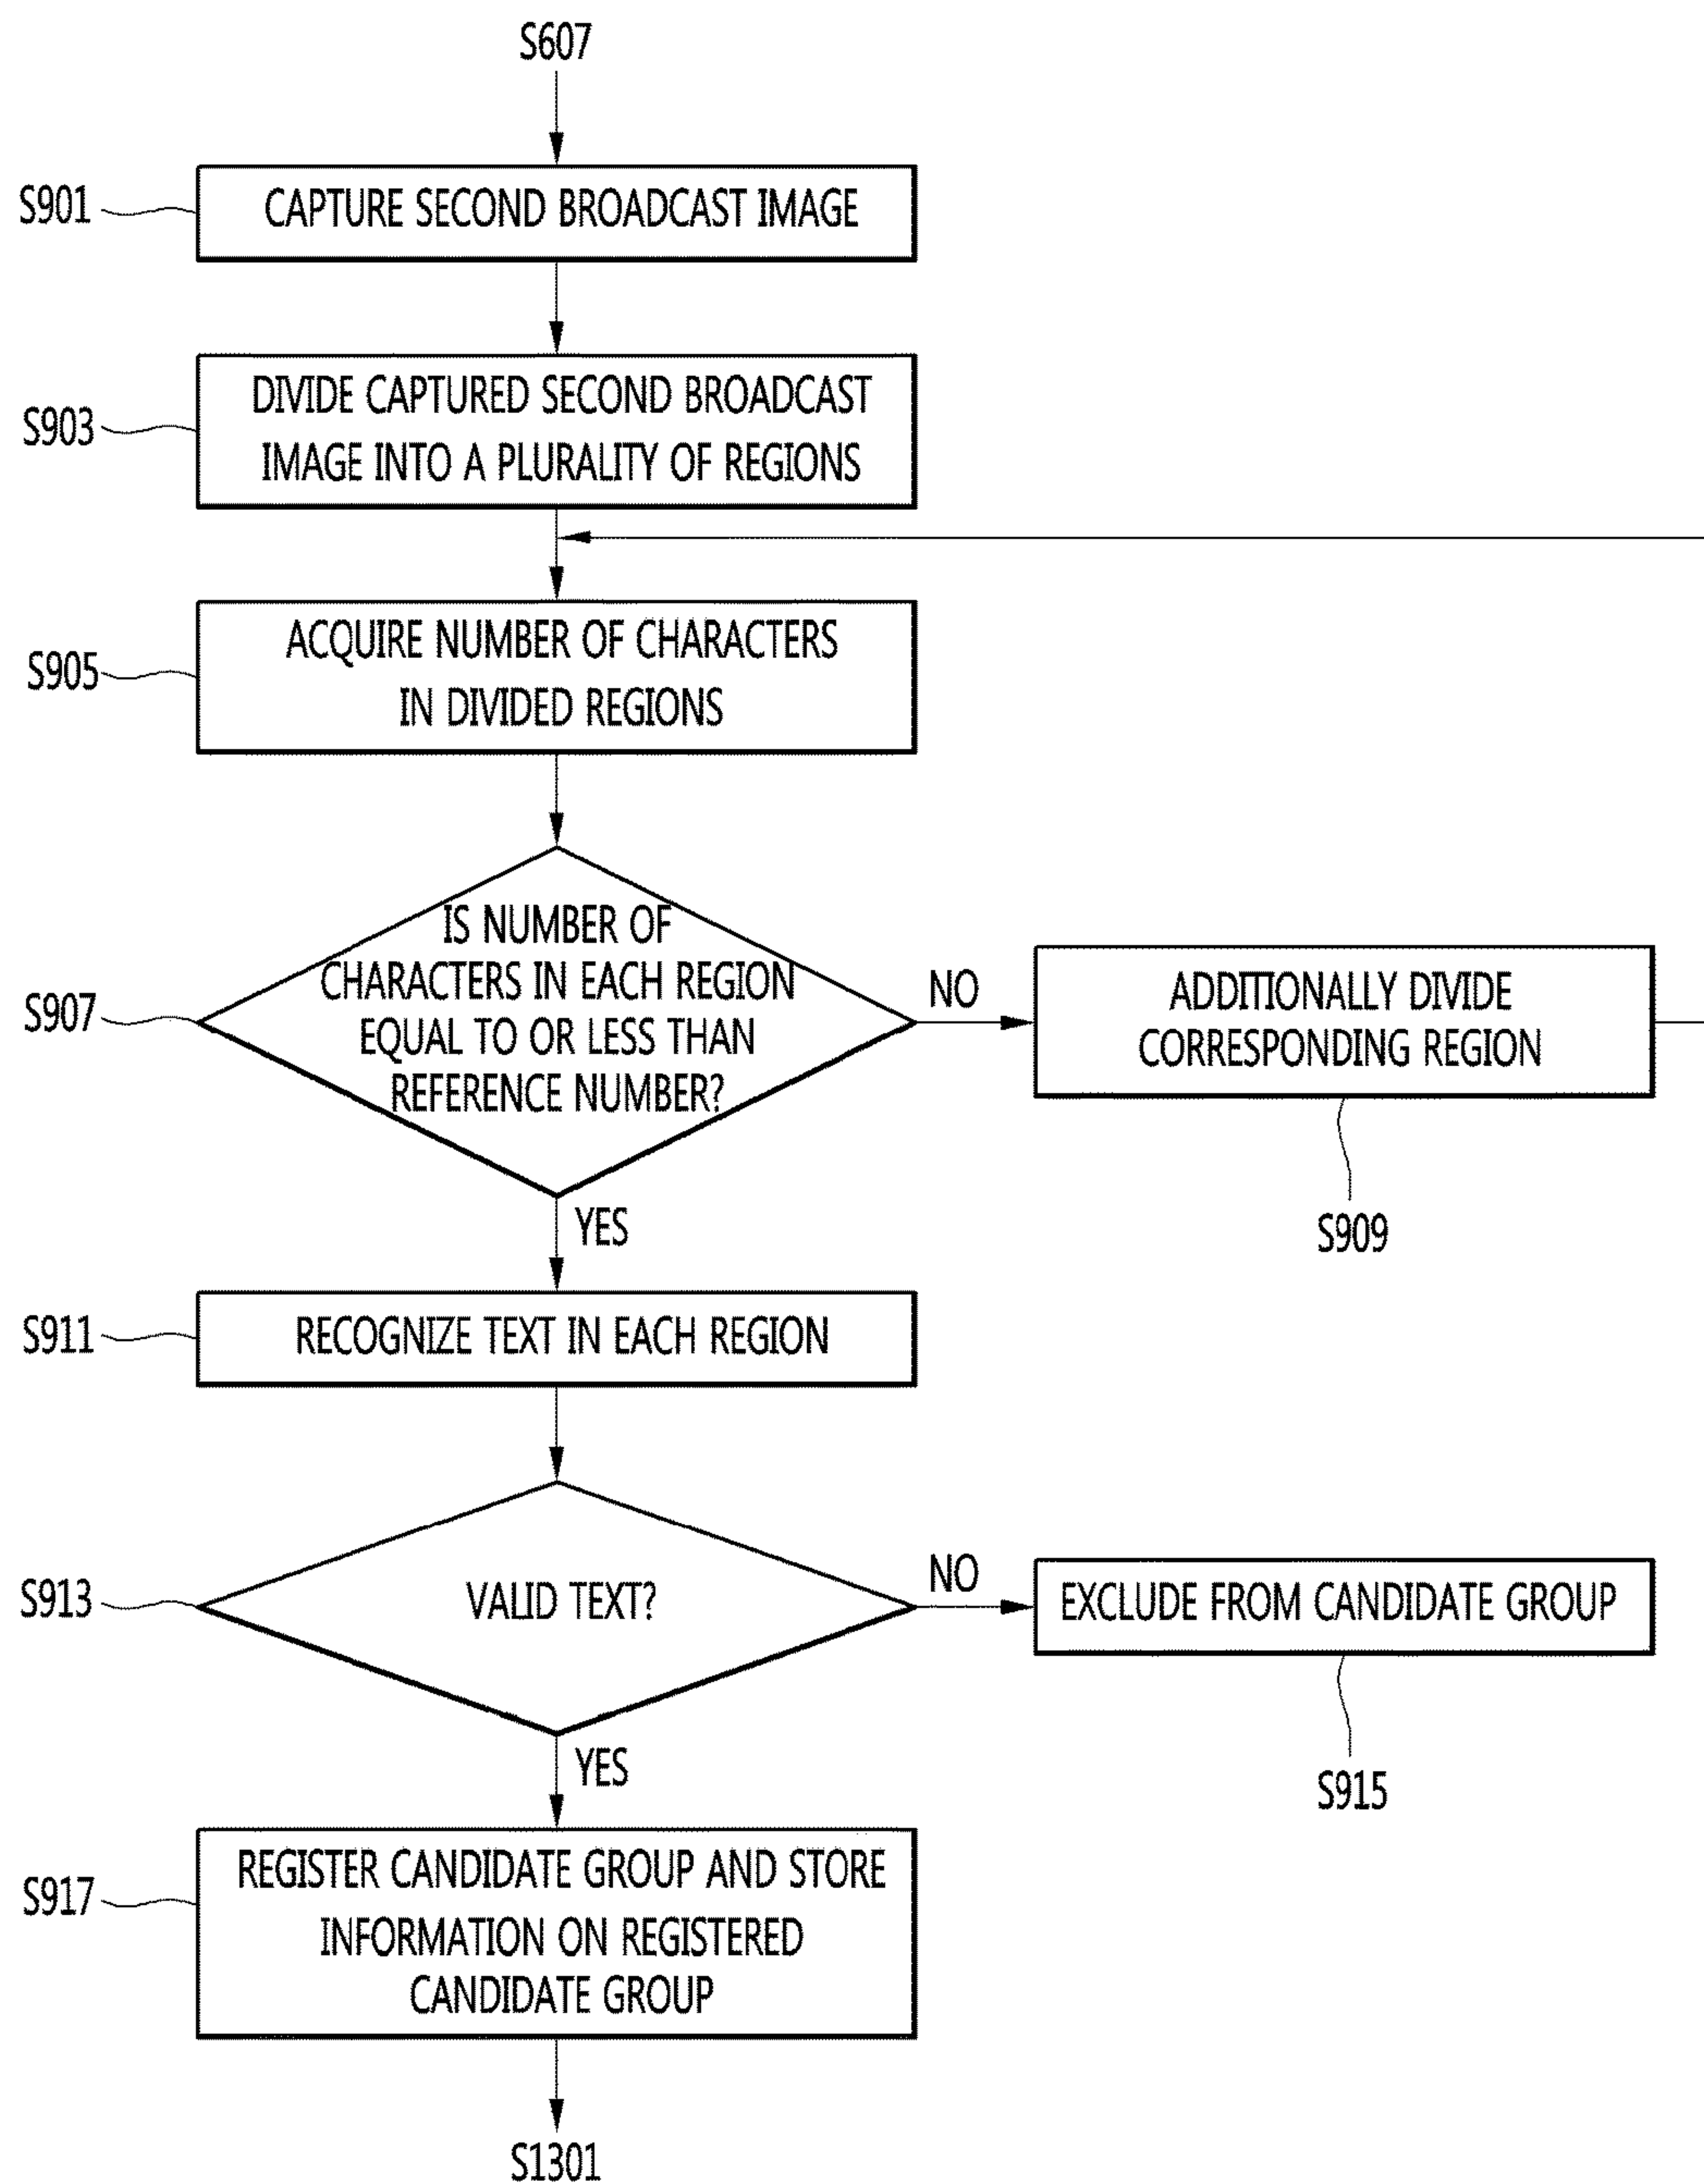 S607
S901
CAPTURE SECOND BROADCAST IMAGE
S903
DIVIDE CAPTURED SECOND BROADCAST
IMAGE INTO A PLURALITY OF REGIONS
S905
ACQUIRE NUMBER OF CHARACTERS
IN DIVIDED REGIONS
S907
IS NUMBER OF
CHARACTERS IN EACH REGION
EQUAL TO OR LESS THAN
REFERENCE NUMBER?
NO
ADDITIONALLY DIVIDE
CORRESPONDING REGION
S909
YES
S911
RECOGNIZE TEXT IN EACH REGION
S913
VALID TEXT?
NO
EXCLUDE FROM CANDIDATE GROUP
S915
YES
S917
REGISTER CANDIDATE GROUP AND STORE
INFORMATION ON REGISTERED
CANDIDATE GROUP
S1301